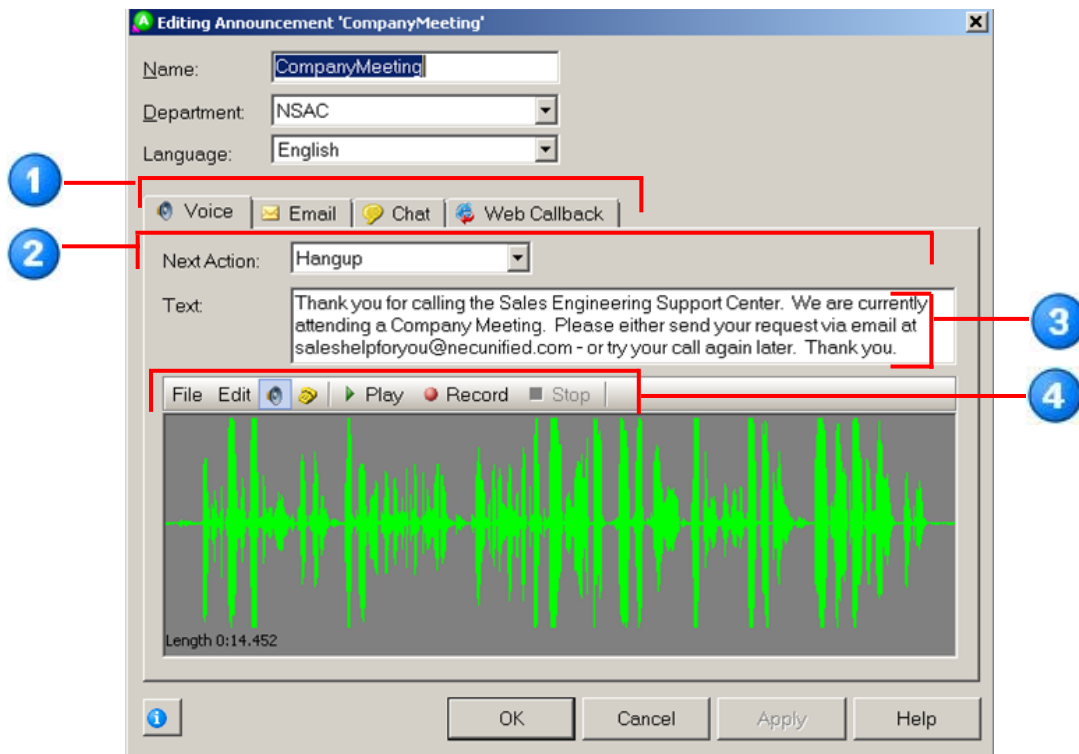 Editing Announcement 'CompanyMeeting'
Name: CompanyMeeting
Department: NSAC
Language: English
1
Voice Email Chat Web Callback
2
Next Action: Hangup
Text: Thank you for calling the Sales Engineering Support Center. We are currently
attending a Company Meeting. Please either send your request via email at
saleshelpforyou@necunified.com - or try your call again later. Thank you.
3
File Edit Play Record Stop
4
Length 0:14.452
OK Cancel Apply Help